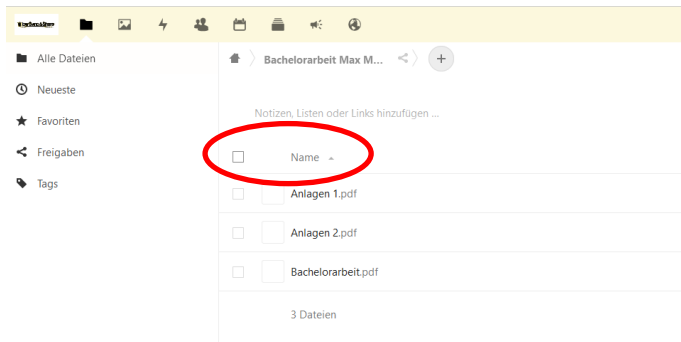 Alle Dateien
Neueste
Favoriten
Freigaben
Tags
Bachelorarbeit Max M...
Notizen, Listen oder Links hinzufügen ...
Name
Anlagen 1.pdf
Anlagen 2.pdf
Bachelorarbeit.pdf
3 Dateien